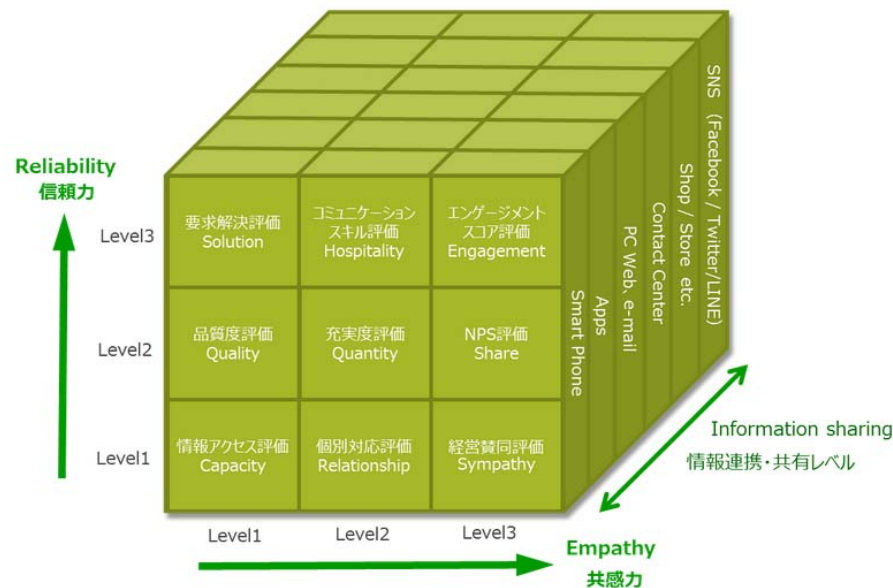 Reliability
信頼力
Level3
要求解決評価
Solution
コミュニケーション
スキル評価
Hospitality
エンゲージメント
スコア評価
Engagement
Level2
品質度評価
Quality
充実度評価
Quantity
NPS評価
Share
Level1
情報アクセス評価
Capacity
個別対応評価
Relationship
経営賛同評価
Sympathy
Smart Phone
Apps
PC Web、e-mail
Contact Center
Shop / Store etc.
SNS (Facebook / Twitter/LINE)
Information sharing
情報連携・共有レベル
Level1
Level2
Level3
Empathy
共感力